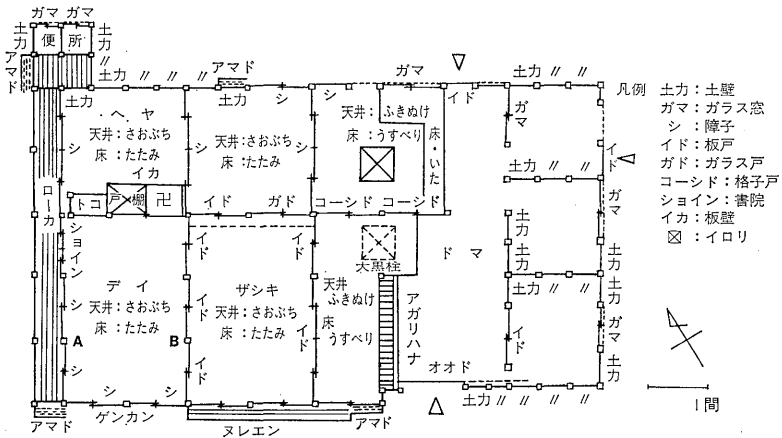 ガマ ガマ
土カ 便 所 土カ 〃
アマド
土カ 〃 〃 〃
アマド
ガマ
イド
土カ 〃 〃
土カ
ヘヤ
天井:さおぶち
床:たたみ
シ
イカ
トコ
戸棚
卍
ローカ
土カ
シ
天井:さおぶち
床:たたみ
シ
イド ガド
シ
天井:ふきぬけ
床:うすべり
床・いた
コーシド コーシド
ガマ
イド
土カ 〃
ガマ
土カ
土カ
土カ 〃
土カ
ガマ
土カ
イド
ドマ
大黒柱
天井
ふきぬけ
床
うすべり
アガリハナ
オオド
土カ 〃 〃 〃 〃
ショイン
シ
デイ
天井:さおぶち
床:たたみ
A B
シ
シ シ
イド
イド
イド
ザシキ
天井:さおぶち
床:たたみ
イド
イド
アマド
ゲンカン
ヌレエン
アマド
凡例
土カ:土壁
ガマ:ガラス窓
シ:障子
イド:板戸
ガド:ガラス戸
コーシド:格子戸
ショイン:書院
イカ:板壁
:イロリ
1間